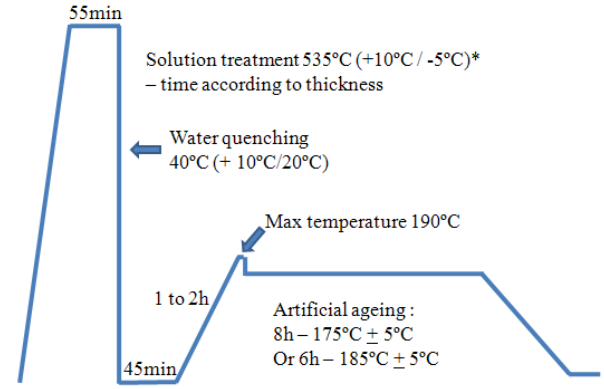 55min
Solution treatment 535°C (+10°C / -5°C)*
– time according to thickness
Water quenching
40°C (+ 10°C/20°C)
Max temperature 190°C
1 to 2h
Artificial ageing :
8h – 175°C ± 5°C
Or 6h – 185°C ± 5°C
45min